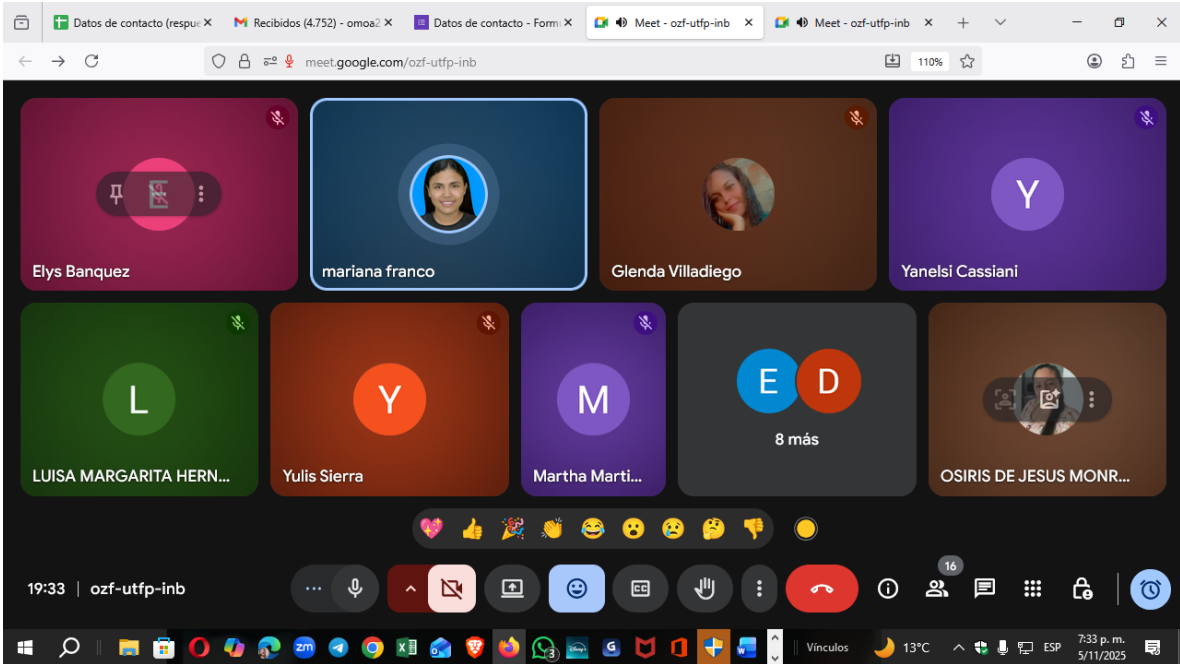 Datos de contacto (respue
Recibidos (4.752) - omoa2
Datos de contacto - Form
Meet - ozf-utfp-inb
Meet - ozf-utfp-inb
meet.google.com/ozf-utfp-inb
110%
E
Elys Banquez
mariana franco
Glenda Villadiego
Y
Yanelsi Cassiani
L
LUISA MARGARITA HERN...
Y
Yulis Sierra
M
Martha Marti...
E D
8 más
OSIRIS DE JESUS MONR...
19:33 | ozf-utfp-inb
CC
16
zm
3
Vínculos
13°C
ESP
7:33 p. m.
5/11/2025